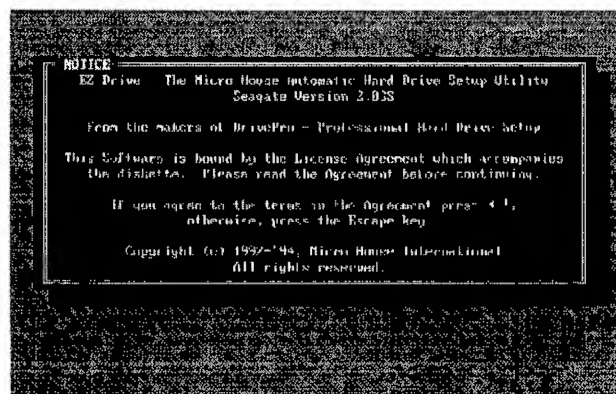 NOTICE
EZ Drive The Micro House Automatic Hard Drive Setup Utility
Seagate Version 2.03S
From the makers of DrivePro - Professional Hard Drive Setup
This Software is bound by the License Agreement which accompanies
the diskette. Please read the Agreement before continuing.
If you agree to the terms in the Agreement press
otherwise, press the Escape key
Copyright (c) 1992-'94, Micro House International
All rights reserved.